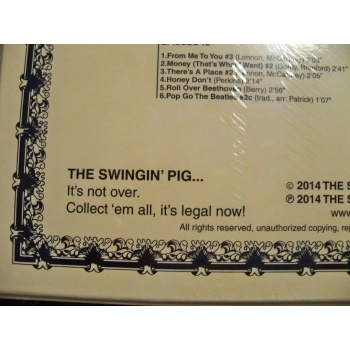 1.From Me To You #3 (Lennon, McCartney)
2.Money (That's What I Want) #2 (Gordy, Bradford) 2'41"
3.There's A Place #2 (Lennon, McCartney) 2'05"
4.Honey Don't (Perkins) 2'14"
5.Roll Over Beethoven (Berry) 2'56"
6.Pop Go The Beatles #2c (trad., arr: Patrick) 1'07"
THE SWINGIN' PIG...
It's not over.
Collect 'em all, it's legal now!
© 2014 THE S
℗ 2014 THE S
www.
All rights reserved, unauthorized copying, re